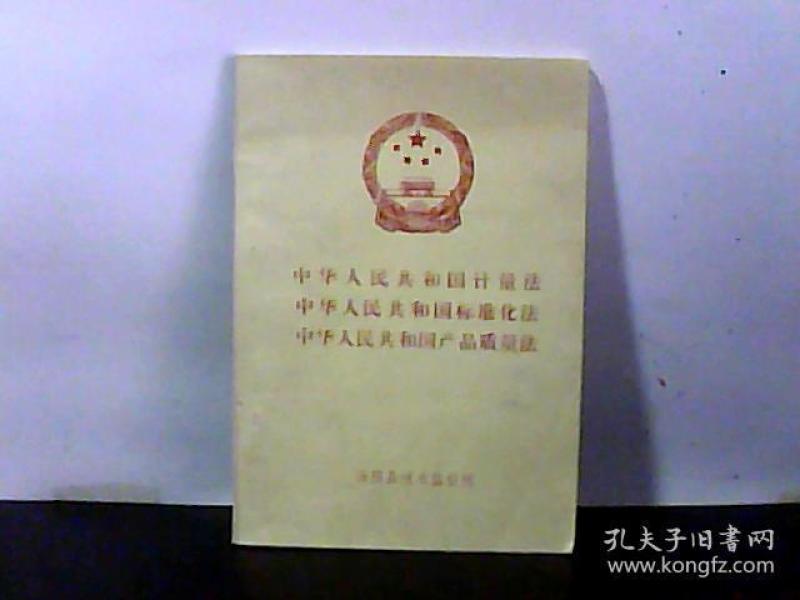 中华人民共和国计量法
中华人民共和国标准化法
中华人民共和国产品质量法
孔夫子旧書网
www.kongfz.com